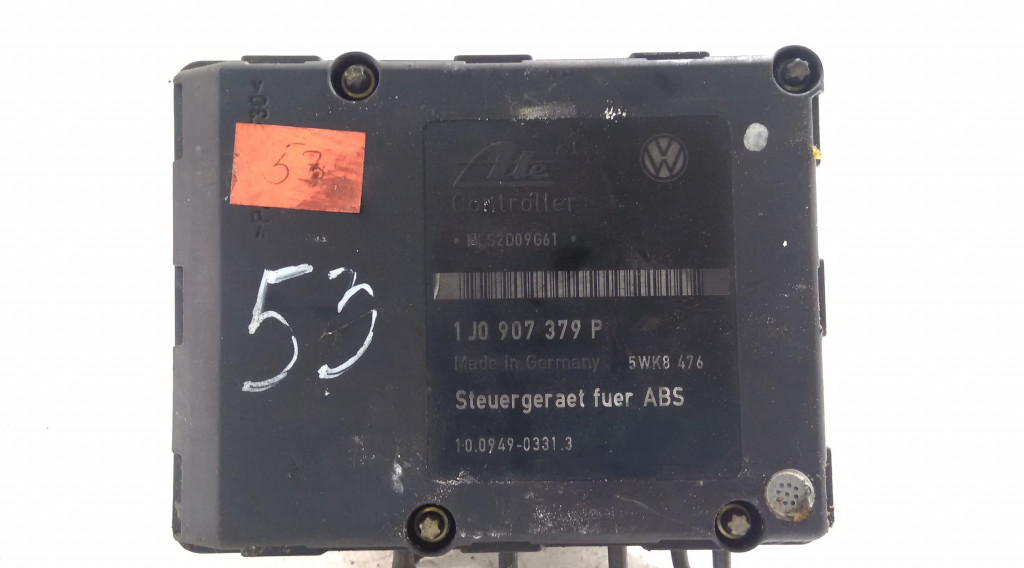 53
53
Ate
Controller
1J0 907 379 P
Made in Germany 5WK8 476
Steuergeraet fuer ABS
10.0949-0331.3